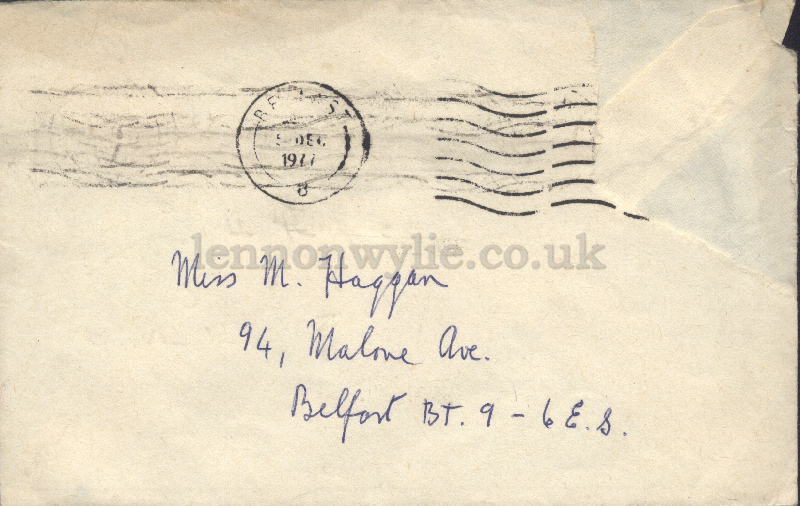 BELFAST
5 DEC
1977
8
lennonwylie.co.uk
Miss M. Haggan
94, Malone Ave.
Belfast BT. 9 - 6 E.S.